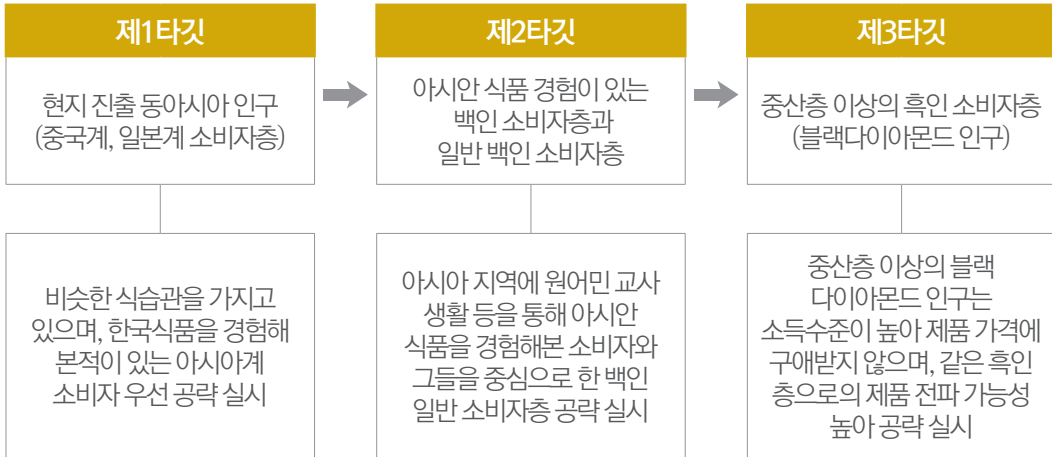 제1타깃
현지 진출 동아시아 인구
(중국계, 일본계 소비자층)
비슷한 식습관을 가지고
있으며, 한국식품을 경험해
본적이 있는 아시아계
소비자 우선 공략 실시
제2타깃
아시안 식품 경험이 있는
백인 소비자층과
일반 백인 소비자층
아시아 지역에 원어민 교사
생활 등을 통해 아시안
식품을 경험해본 소비자와
그들을 중심으로 한 백인
일반 소비자층 공략 실시
제3타깃
중산층 이상의 흑인 소비자층
(블랙다이아몬드 인구)
중산층 이상의 블랙
다이아몬드 인구는
소득수준이 높아 제품 가격에
구애받지 않으며, 같은 흑인
층으로의 제품 전파 가능성
높아 공략 실시